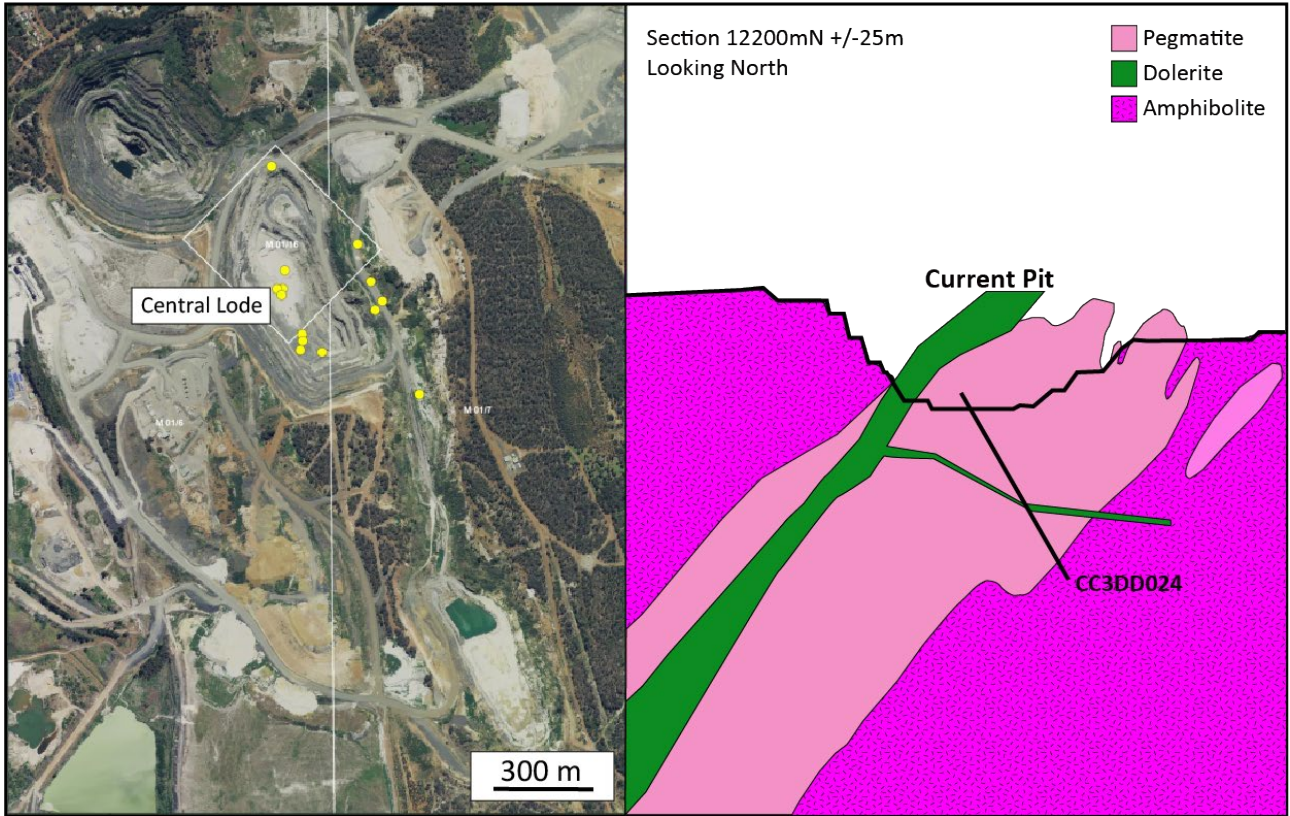 M 01/16
Central Lode
M 01/6
M 01/7
300 m
Section 12200mN +/-25m
Looking North
Pegmatite
Dolerite
Amphibolite
Current Pit
CC3DD024